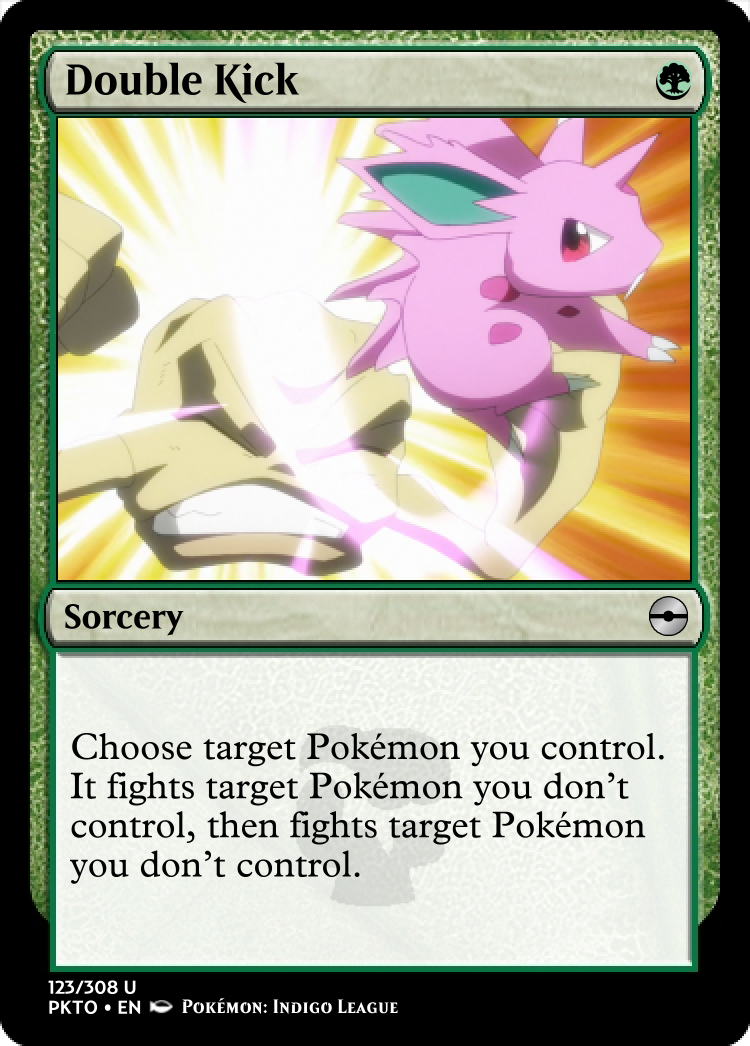 Double Kick
Sorcery
Choose target Pokémon you control.
It fights target Pokémon you don't
control, then fights target Pokémon
you don't control.
123/308 U
PKTO • EN Pokémon: Indigo League